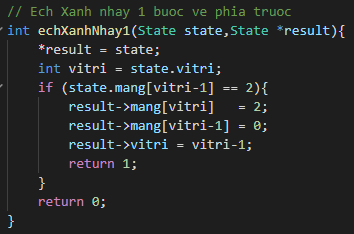 // Ech Xanh nhay 1 buoc ve phia truoc
int echXanhNhay1(State state,State *result){
    *result = state;
    int vitri = state.vitri;
    if (state.mang[vitri-1] == 2){
        result->mang[vitri]   = 2;
        result->mang[vitri-1] = 0;
        result->vitri = vitri-1;
        return 1;
    }
    return 0;
}